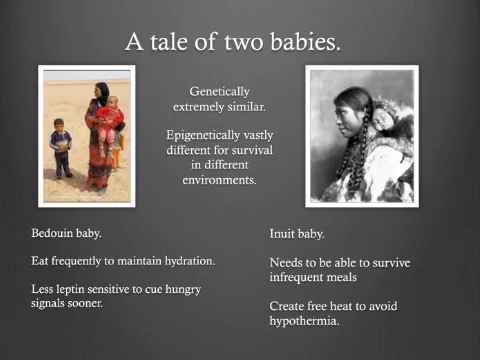 A tale of two babies.
Genetically
extremely similar.
Epigenetically vastly
different for survival
in different
environments.
Bedouin baby.
Eat frequently to maintain hydration.
Less leptin sensitive to cue hungry
signals sooner.
Inuit baby.
Needs to be able to survive
infrequent meals
Create free heat to avoid
hypothermia.